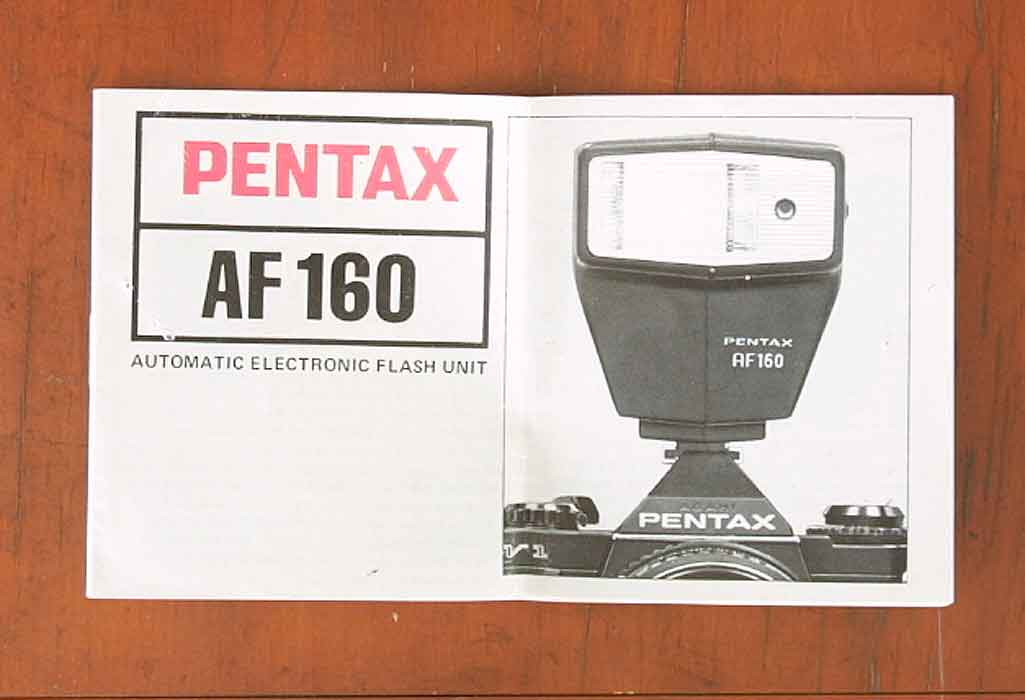 PENTAX
AF 160
AUTOMATIC ELECTRONIC FLASH UNIT
PENTAX
AF160
PENTAX